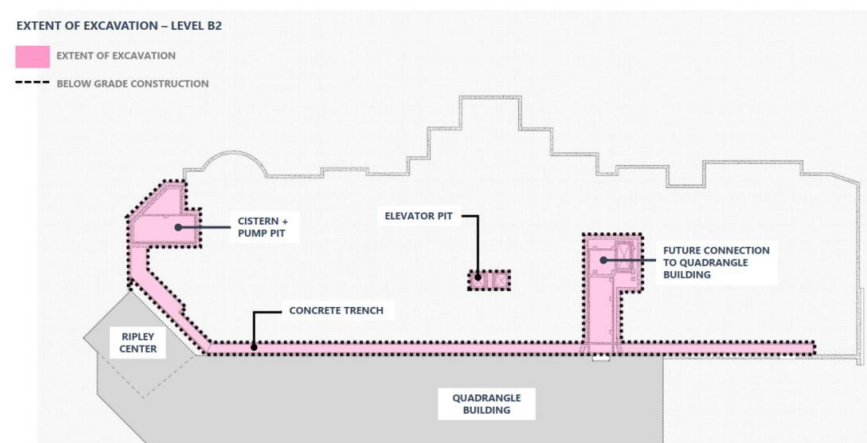 EXTENT OF EXCAVATION – LEVEL B2
EXTENT OF EXCAVATION
BELOW GRADE CONSTRUCTION
CISTERN +
PUMP PIT
ELEVATOR PIT
FUTURE CONNECTION
TO QUADRANGLE
BUILDING
CONCRETE TRENCH
RIPLEY
CENTER
QUADRANGLE
BUILDING